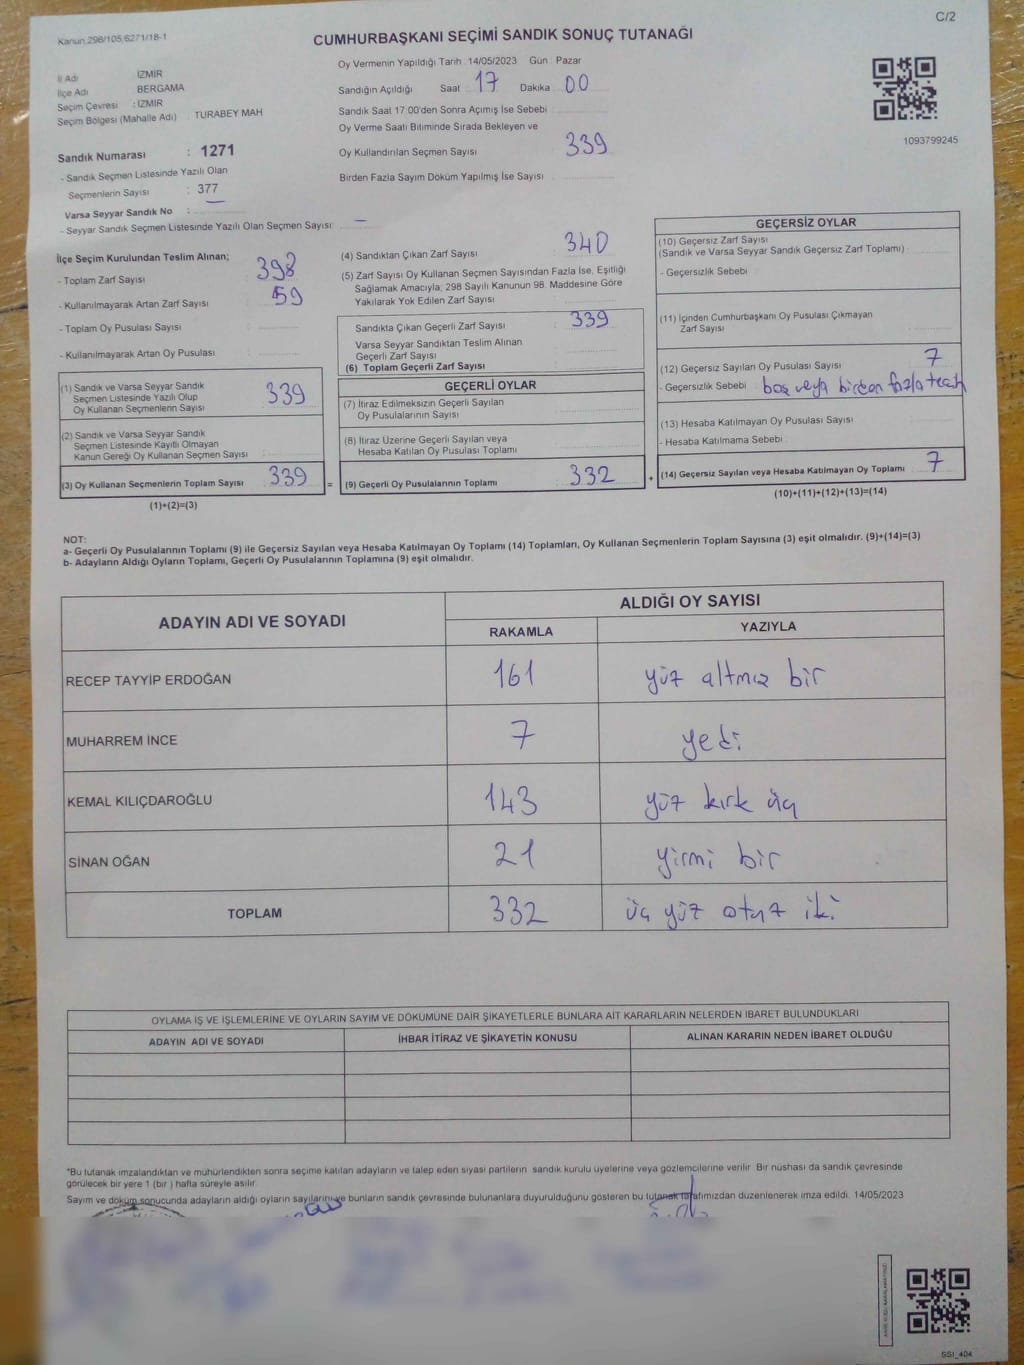 C/2
Kanun 298/105,6271/18-1
CUMHURBAŞKANI SEÇİMİ SANDIK SONUÇ TUTANAĞI
İl Adı : İZMİR
İlçe Adı : BERGAMA
Seçim Çevresi : İZMİR
Seçim Bölgesi (Mahalle Adı) : TURABEY MAH
Sandık Numarası : 1271
- Sandık Seçmen Listesinde Yazılı Olan
Seçmenlerin Sayısı : 377
Varsa Seyyar Sandık No : –
- Seyyar Sandık Seçmen Listesinde Yazılı Olan Seçmen Sayısı: –
Oy Vermenin Yapıldığı Tarih : 14/05/2023 Gün : Pazar
Sandığın Açıldığı Saat 17 Dakika 00
Sandık Saat 17:00'den Sonra Açılmış İse Sebebi :
Oy Verme Saati Bitiminde Sırada Bekleyen ve
Oy Kullandırılan Seçmen Sayısı : 339
Birden Fazla Sayım Döküm Yapılmış İse Sayısı :
1093799245
İlçe Seçim Kurulundan Teslim Alınan;
- Toplam Zarf Sayısı : 398
- Kullanılmayarak Artan Zarf Sayısı : 59
- Toplam Oy Pusulası Sayısı :
- Kullanılmayarak Artan Oy Pusulası :
(1) Sandık ve Varsa Seyyar Sandık
Seçmen Listesinde Yazılı Olup
Oy Kullanan Seçmenlerin Sayısı : 339
(2) Sandık ve Varsa Seyyar Sandık
Seçmen Listesinde Kayıtlı Olmayan
Kanun Gereği Oy Kullanan Seçmen Sayısı :
(3) Oy Kullanan Seçmenlerin Toplam Sayısı : 339
(1)+(2)=(3)
(4) Sandıktan Çıkan Zarf Sayısı : 340
(5) Zarf Sayısı Oy Kullanan Seçmen Sayısından Fazla İse, Eşitliği
Sağlamak Amacıyla; 298 Sayılı Kanunun 98. Maddesine Göre
Yakılarak Yok Edilen Zarf Sayısı :
Sandıkta Çıkan Geçerli Zarf Sayısı : 339
Varsa Seyyar Sandıktan Teslim Alınan
Geçerli Zarf Sayısı :
(6) Toplam Geçerli Zarf Sayısı :
GEÇERLİ OYLAR
(7) İtiraz Edilmeksizin Geçerli Sayılan
Oy Pusulalarının Sayısı :
(8) İtiraz Üzerine Geçerli Sayılan veya
Hesaba Katılan Oy Pusulası Toplamı :
= (9) Geçerli Oy Pusulalarının Toplamı : 332
GEÇERSİZ OYLAR
(10) Geçersiz Zarf Sayısı
(Sandık ve Varsa Seyyar Sandık Geçersiz Zarf Toplamı) :
- Geçersizlik Sebebi :
(11) İçinden Cumhurbaşkanı Oy Pusulası Çıkmayan
Zarf Sayısı :
(12) Geçersiz Sayılan Oy Pusulası Sayısı : 7
- Geçersizlik Sebebi : boş veya birden fazla tercih
(13) Hesaba Katılmayan Oy Pusulası Sayısı :
- Hesaba Katılmama Sebebi :
+ (14) Geçersiz Sayılan veya Hesaba Katılmayan Oy Toplamı : 7
(10)+(11)+(12)+(13)=(14)
NOT:
a- Geçerli Oy Pusulalarının Toplamı (9) ile Geçersiz Sayılan veya Hesaba Katılmayan Oy Toplamı (14) Toplamları, Oy Kullanan Seçmenlerin Toplam Sayısına (3) eşit olmalıdır. (9)+(14)=(3)
b- Adayların Aldığı Oyların Toplamı, Geçerli Oy Pusulalarının Toplamına (9) eşit olmalıdır.
ADAYIN ADI VE SOYADI
ALDIĞI OY SAYISI
RAKAMLA YAZIYLA
RECEP TAYYİP ERDOĞAN 161 yüz altmış bir
MUHARREM İNCE 7 yedi
KEMAL KILIÇDAROĞLU 143 yüz kırk üç
SİNAN OĞAN 21 yirmi bir
TOPLAM 332 üç yüz otuz iki
OYLAMA İŞ VE İŞLEMLERİNE VE OYLARIN SAYIM VE DÖKÜMÜNE DAİR ŞİKAYETLERLE BUNLARA AİT KARARLARIN NELERDEN İBARET BULUNDUKLARI
ADAYIN ADI VE SOYADI İHBAR İTİRAZ VE ŞİKAYETİN KONUSU ALINAN KARARIN NEDEN İBARET OLDUĞU
*Bu tutanak imzalandıktan ve mühürlendikten sonra seçime katılan adayların ve talep eden siyasi partilerin sandık kurulu üyelerine veya gözlemcilerine verilir. Bir nüshası da sandık çevresinde
görülecek bir yere 1 (bir) hafta süreyle asılır.
Sayım ve döküm sonucunda adayların aldığı oyların sayılarını ve bunların sandık çevresinde bulunanlara duyurulduğunu gösteren bu tutanak tarafımızdan düzenlenerek imza edildi. 14/05/2023
SSI_404